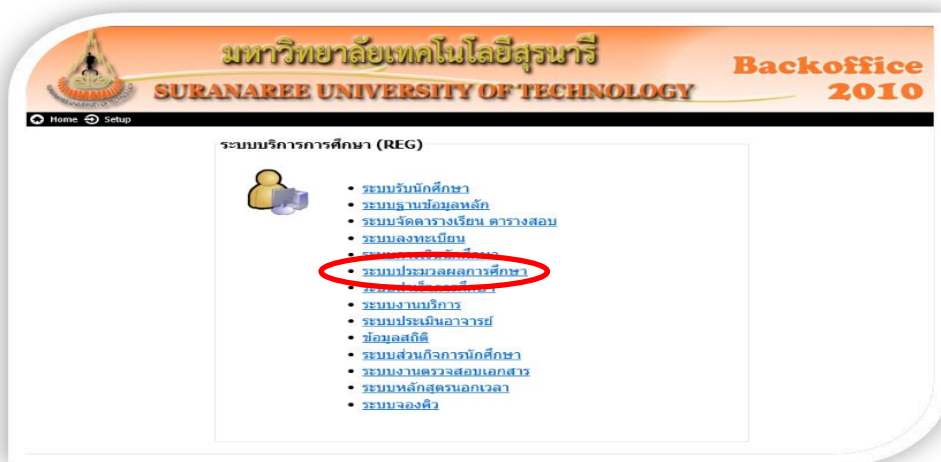 มหาวิทยาลัยเทคโนโลยีสุรนารี
SURANAREE UNIVERSITY OF TECHNOLOGY
Backoffice
2010
Home Setup
ระบบบริการการศึกษา (REG)
ระบบรับนักศึกษา
ระบบฐานข้อมูลหลัก
ระบบจัดตารางเรียน ตารางสอบ
ระบบลงทะเบียน
ระบบประมวลผลการศึกษา
ระบบงานบริการ
ระบบประเมินอาจารย์
ข้อมูลสถิติ
ระบบส่วนกิจการนักศึกษา
ระบบงานตรวจสอบเอกสาร
ระบบหลักสูตรนอกเวลา
ระบบจองคิว